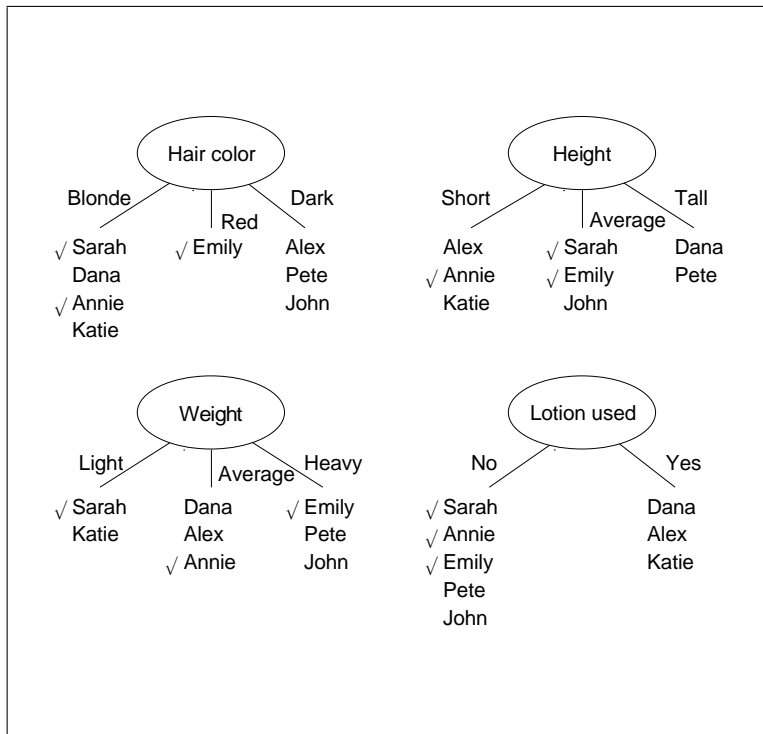 Hair color
Blonde
Red
Dark
√ Sarah
Dana
√ Annie
Katie
√ Emily
Alex
Pete
John
Height
Short
Average
Tall
Alex
√ Annie
Katie
√ Sarah
√ Emily
John
Dana
Pete
Weight
Light
Average
Heavy
√ Sarah
Katie
Dana
Alex
√ Annie
√ Emily
Pete
John
Lotion used
No
Yes
√ Sarah
√ Annie
√ Emily
Pete
John
Dana
Alex
Katie